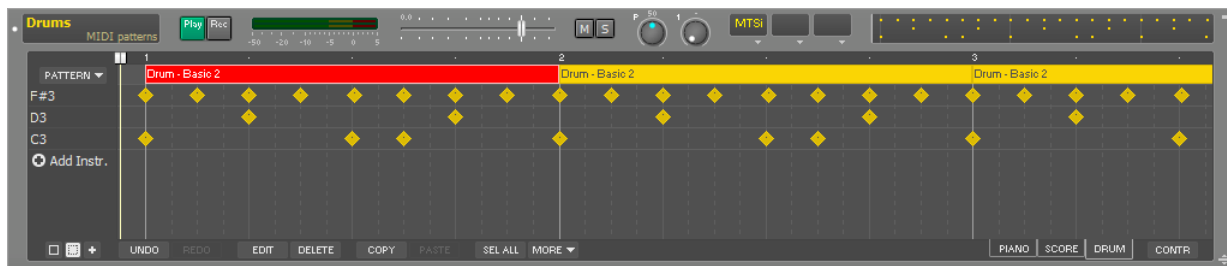 Drums
MIDI patterns
Play Rec
-50 -20 -10 -5 0 5
0.0
M S
P 50
1
MTSi
PATTERN
1 2 3
Drum - Basic 2 Drum - Basic 2 Drum - Basic 2
F#3
D3
C3
Add Instr.
UNDO REDO EDIT DELETE COPY PASTE SEL ALL MORE PIANO SCORE DRUM CONTR